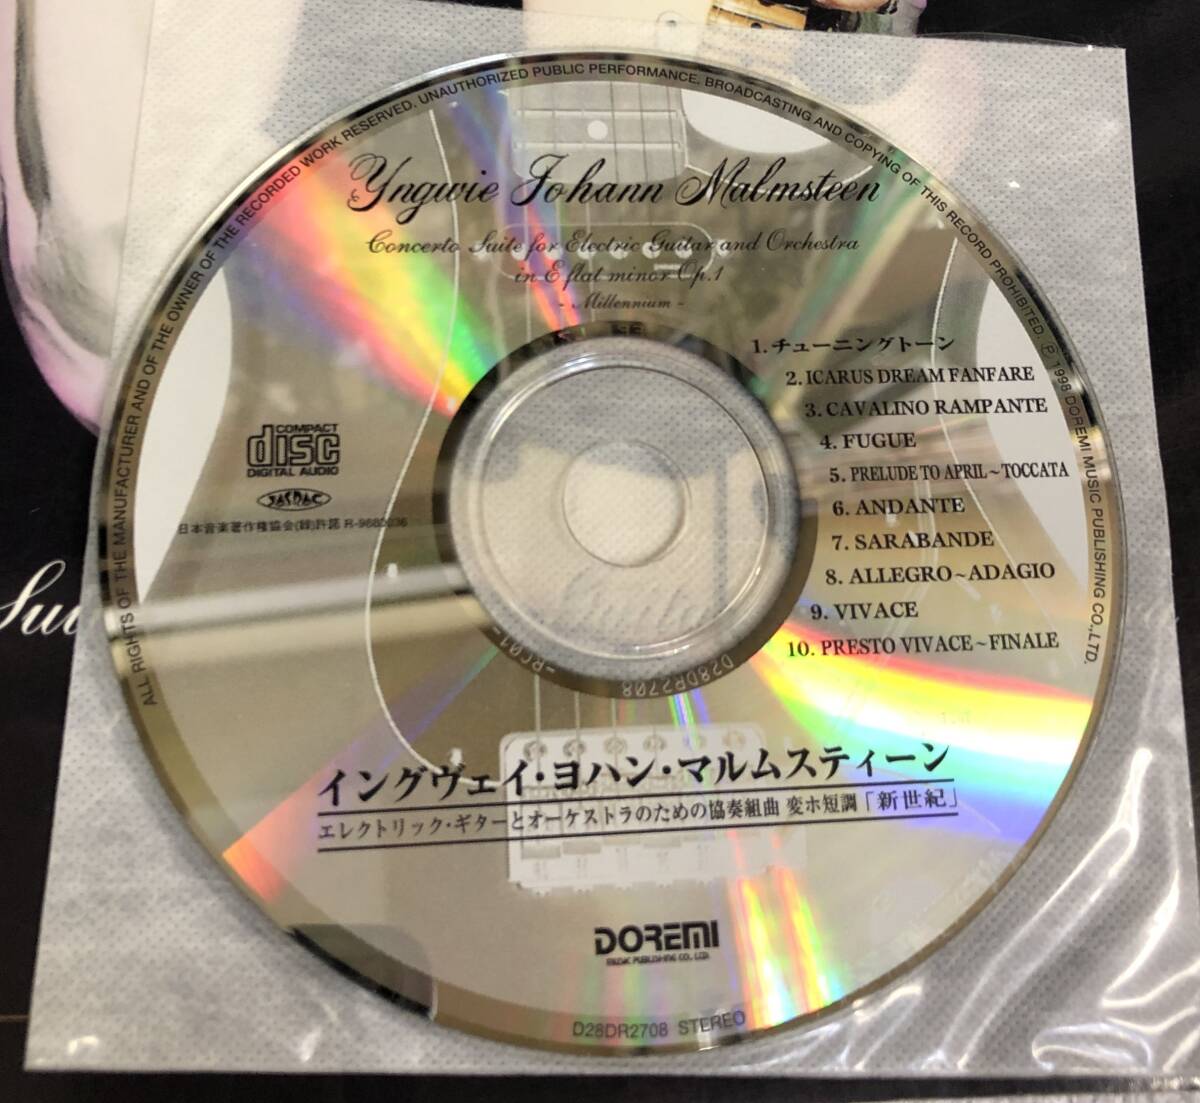 ALL RIGHTS OF THE MANUFACTURER AND OF THE OWNER OF THE RECORDED WORK RESERVED. UNAUTHORIZED PUBLIC PERFORMANCE. BROADCASTING AND COPYING OF THIS RECORD PROHIBITED. Ⓟ 1998 DOREMI MUSIC PUBLISHING CO.,LTD.
Yngwie Johann Malmsteen
Concerto Suite for Electric Guitar and Orchestra
in E flat minor Op.1
- Millennium -
1. チューニングトーン
2. ICARUS DREAM FANFARE
3. CAVALINO RAMPANTE
4. FUGUE
5. PRELUDE TO APRIL~TOCCATA
6. ANDANTE
7. SARABANDE
8. ALLEGRO~ADAGIO
9. VIVACE
10. PRESTO VIVACE~FINALE
COMPACT
disc
DIGITAL AUDIO
JASRAC
日本音楽著作権協会(録)許諾 R-9883036
D28DR2708 -RC01-
イングヴェイ・ヨハン・マルムスティーン
エレクトリック・ギターとオーケストラのための協奏組曲 変ホ短調「新世紀」
DOREMI
MUSIC PUBLISHING CO., LTD.
D28DR2708 STEREO